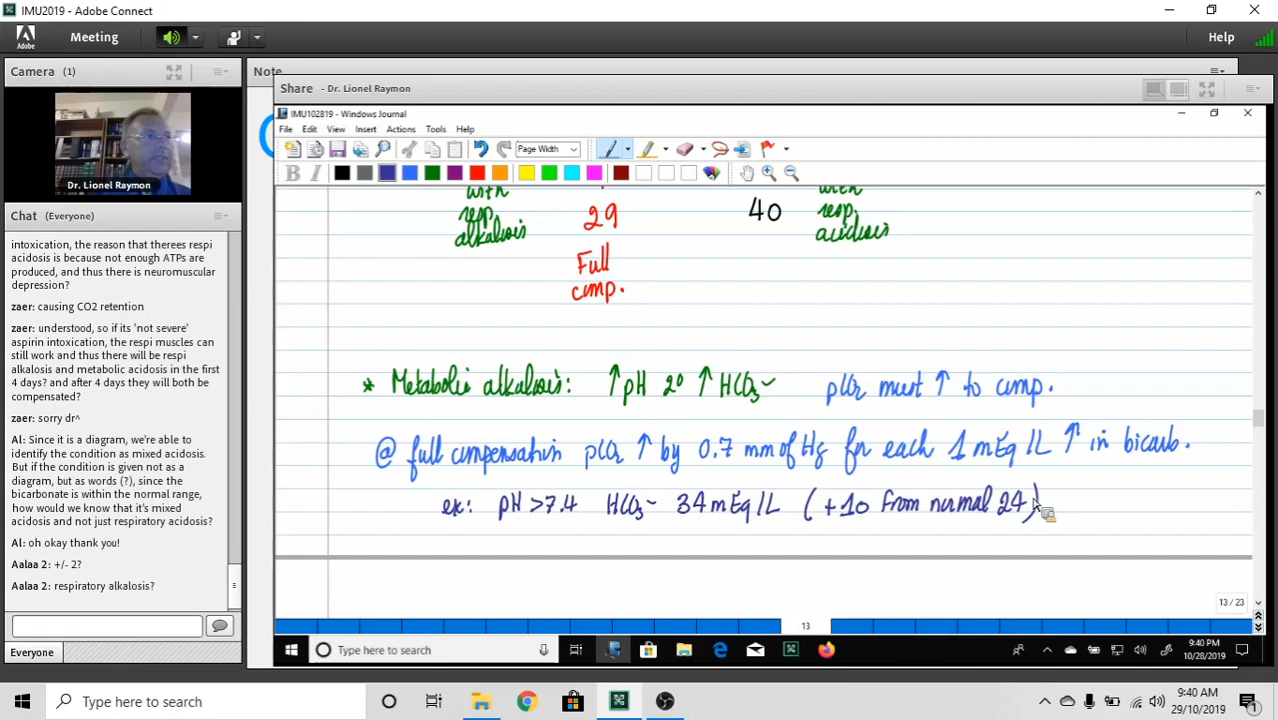 IMU2019 - Adobe Connect
Adobe
Meeting
Help
Camera (1)
Dr. Lionel Raymon
Chat (Everyone)
intoxication, the reason that therees respi
acidosis is because not enough ATPs are
produced, and thus there is neuromuscular
depression?
zaer: causing CO2 retention
zaer: understood, so if its 'not severe'
aspirin intoxication, the respi muscles can
still work and thus there will be respi
alkalosis and metabolic acidosis in the first
4 days? and after 4 days they will both be
compensated?
zaer: sorry dr^
Al: Since it is a diagram, we're able to
identify the condition as mixed acidosis.
But if the condition is given not as a
diagram, but as words (?), since the
bicarbonate is within the normal range,
how would we know that it's mixed
acidosis and not just respiratory acidosis?
Al: oh okay thank you!
Aalaa 2: +/- 2?
Aalaa 2: respiratory alkalosis?
Everyone
Note
Share - Dr. Lionel Raymon
IMU102819 - Windows Journal
File Edit View Insert Actions Tools Help
Page Width
B I
with
resp.
alkalosis
29
Full
comp.
40
with
resp.
acidosis
* Metabolic alkalosis: ↑pH 2° ↑HCO3- pCO2 must ↑ to comp.
@ full compensation pCO2 ↑ by 0.7 mm of Hg for each 1 mEq/L ↑ in bicarb.
ex: pH >7.4 HCO3- 34 mEq/L (+10 from normal 24)
13 / 23
13
Type here to search
9:40 PM
10/28/2019
Type here to search
9:40 AM
29/10/2019
1